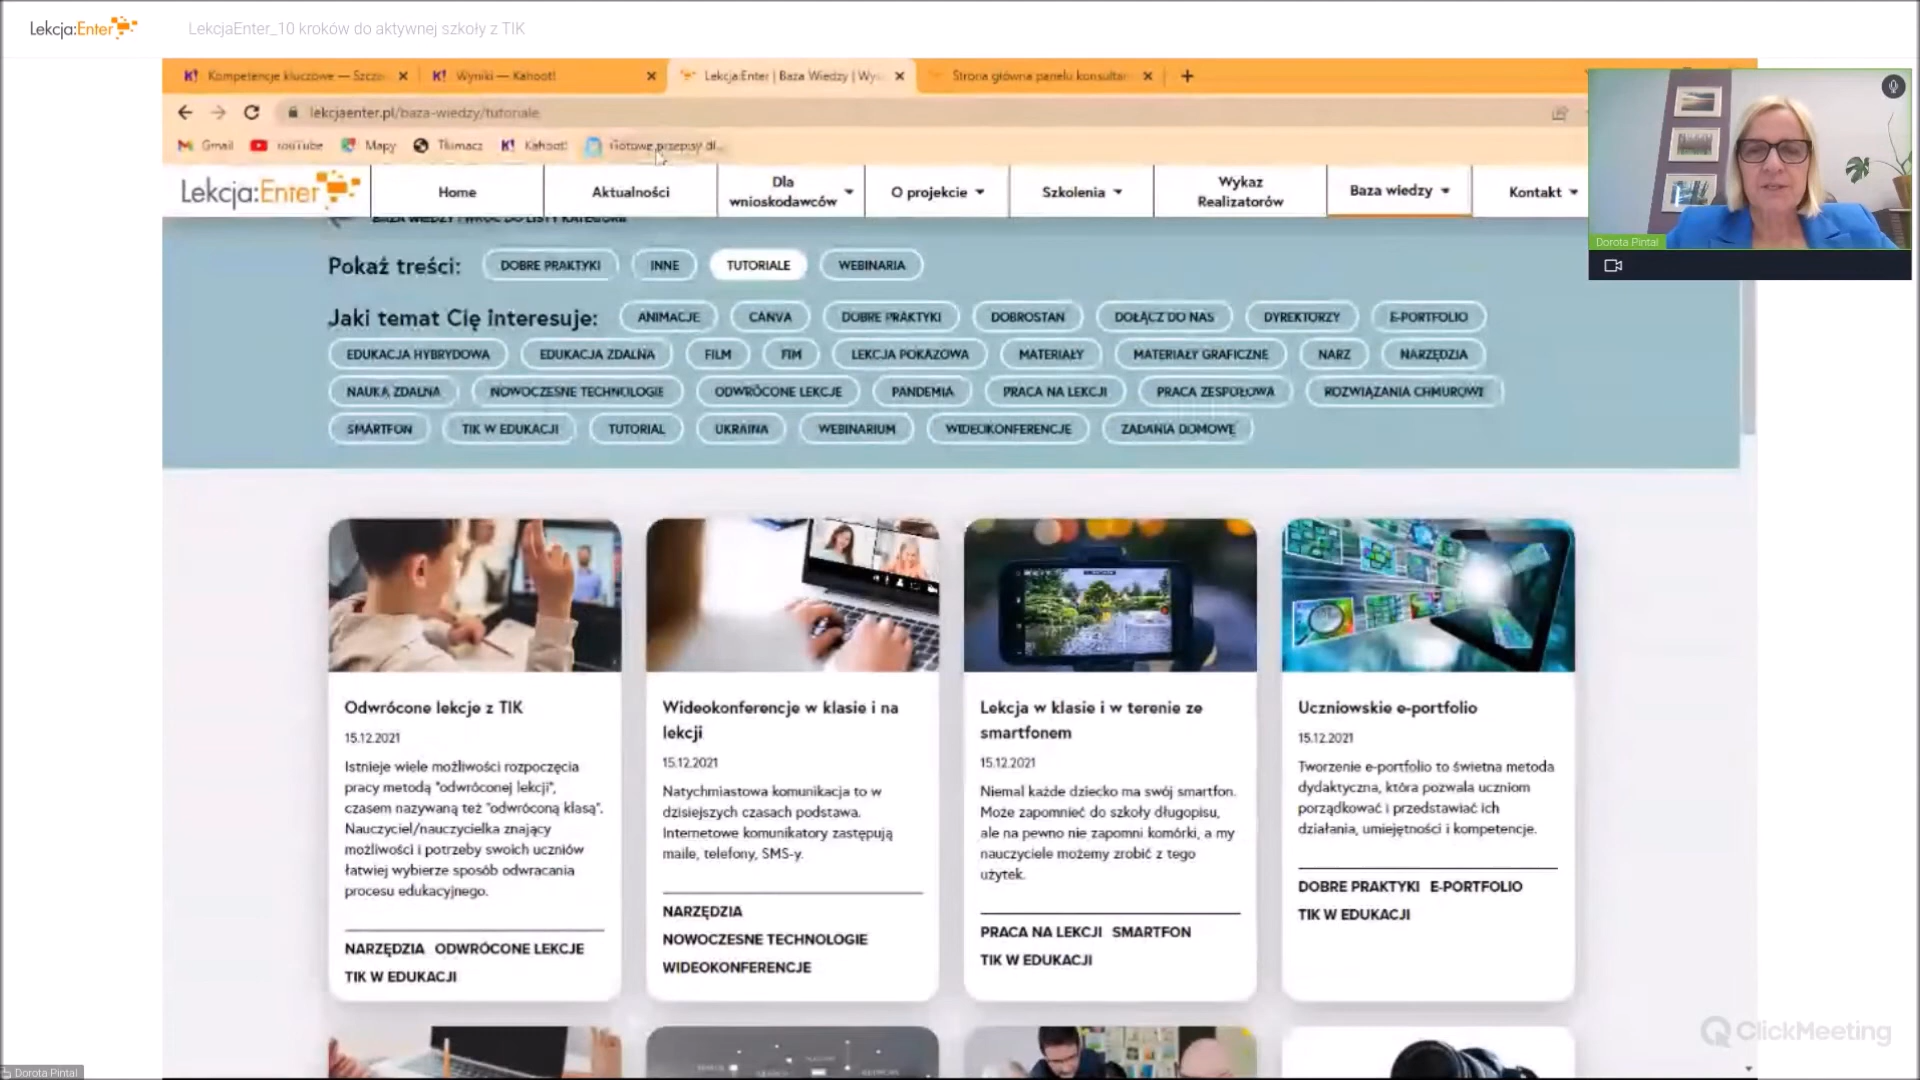 Lekcja:Enter
LekcjaEnter_10 kroków do aktywnej szkoły z TIK
K! Kompetencje kluczowe — Szcze
K! Wyniki — Kahoot!
Lekcja:Enter | Baza Wiedzy | Wy
Strona główna panelu konsultan
lekcjaenter.pl/baza-wiedzy/tutoriale
Gmail YouTube Mapy Tłumacz K! Kahoot! Gotowe przepisy dl...
Lekcja:Enter
Home
Aktualności
Dla
wnioskodawców
O projekcie
Szkolenia
Wykaz
Realizatorów
Baza wiedzy
Kontakt
Dorota Pintal
BAZA WIEDZY | WRÓĆ DO LISTY KATEGORII
Pokaż treści: DOBRE PRAKTYKI INNE TUTORIALE WEBINARIA
Jaki temat Cię interesuje: ANIMACJE CANVA DOBRE PRAKTYKI DOBROSTAN DOŁĄCZ DO NAS DYREKTORZY E-PORTFOLIO
EDUKACJA HYBRYDOWA EDUKACJA ZDALNA FILM FIM LEKCJA POKAZOWA MATERIAŁY MATERIAŁY GRAFICZNE NARZ NARZĘDZIA
NAUKA ZDALNA NOWOCZESNE TECHNOLOGIE ODWRÓCONE LEKCJE PANDEMIA PRACA NA LEKCJI PRACA ZESPOŁOWA ROZWIĄZANIA CHMUROWE
SMARTFON TIK W EDUKACJI TUTORIAL UKRAINA WEBINARIUM WIDEOKONFERENCJE ZADANIA DOMOWE
Odwrócone lekcje z TIK
15.12.2021
Istnieje wiele możliwości rozpoczęcia
pracy metodą "odwróconej lekcji",
czasem nazywaną też "odwróconą klasą".
Nauczyciel/nauczycielka znający
możliwości i potrzeby swoich uczniów
łatwiej wybierze sposób odwracania
procesu edukacyjnego.
NARZĘDZIA ODWRÓCONE LEKCJE
TIK W EDUKACJI
Wideokonferencje w klasie i na
lekcji
15.12.2021
Natychmiastowa komunikacja to w
dzisiejszych czasach podstawa.
Internetowe komunikatory zastępują
maile, telefony, SMS-y.
NARZĘDZIA
NOWOCZESNE TECHNOLOGIE
WIDEOKONFERENCJE
Lekcja w klasie i w terenie ze
smartfonem
15.12.2021
Niemal każde dziecko ma swój smartfon.
Może zapomnieć do szkoły długopisu,
ale na pewno nie zapomni komórki, a my
nauczyciele możemy zrobić z tego
użytek.
PRACA NA LEKCJI SMARTFON
TIK W EDUKACJI
Uczniowskie e-portfolio
15.12.2021
Tworzenie e-portfolio to świetna metoda
dydaktyczna, która pozwala uczniom
porządkować i przedstawiać ich
działania, umiejętności i kompetencje.
DOBRE PRAKTYKI E-PORTFOLIO
TIK W EDUKACJI
ClickMeeting
Dorota Pintal